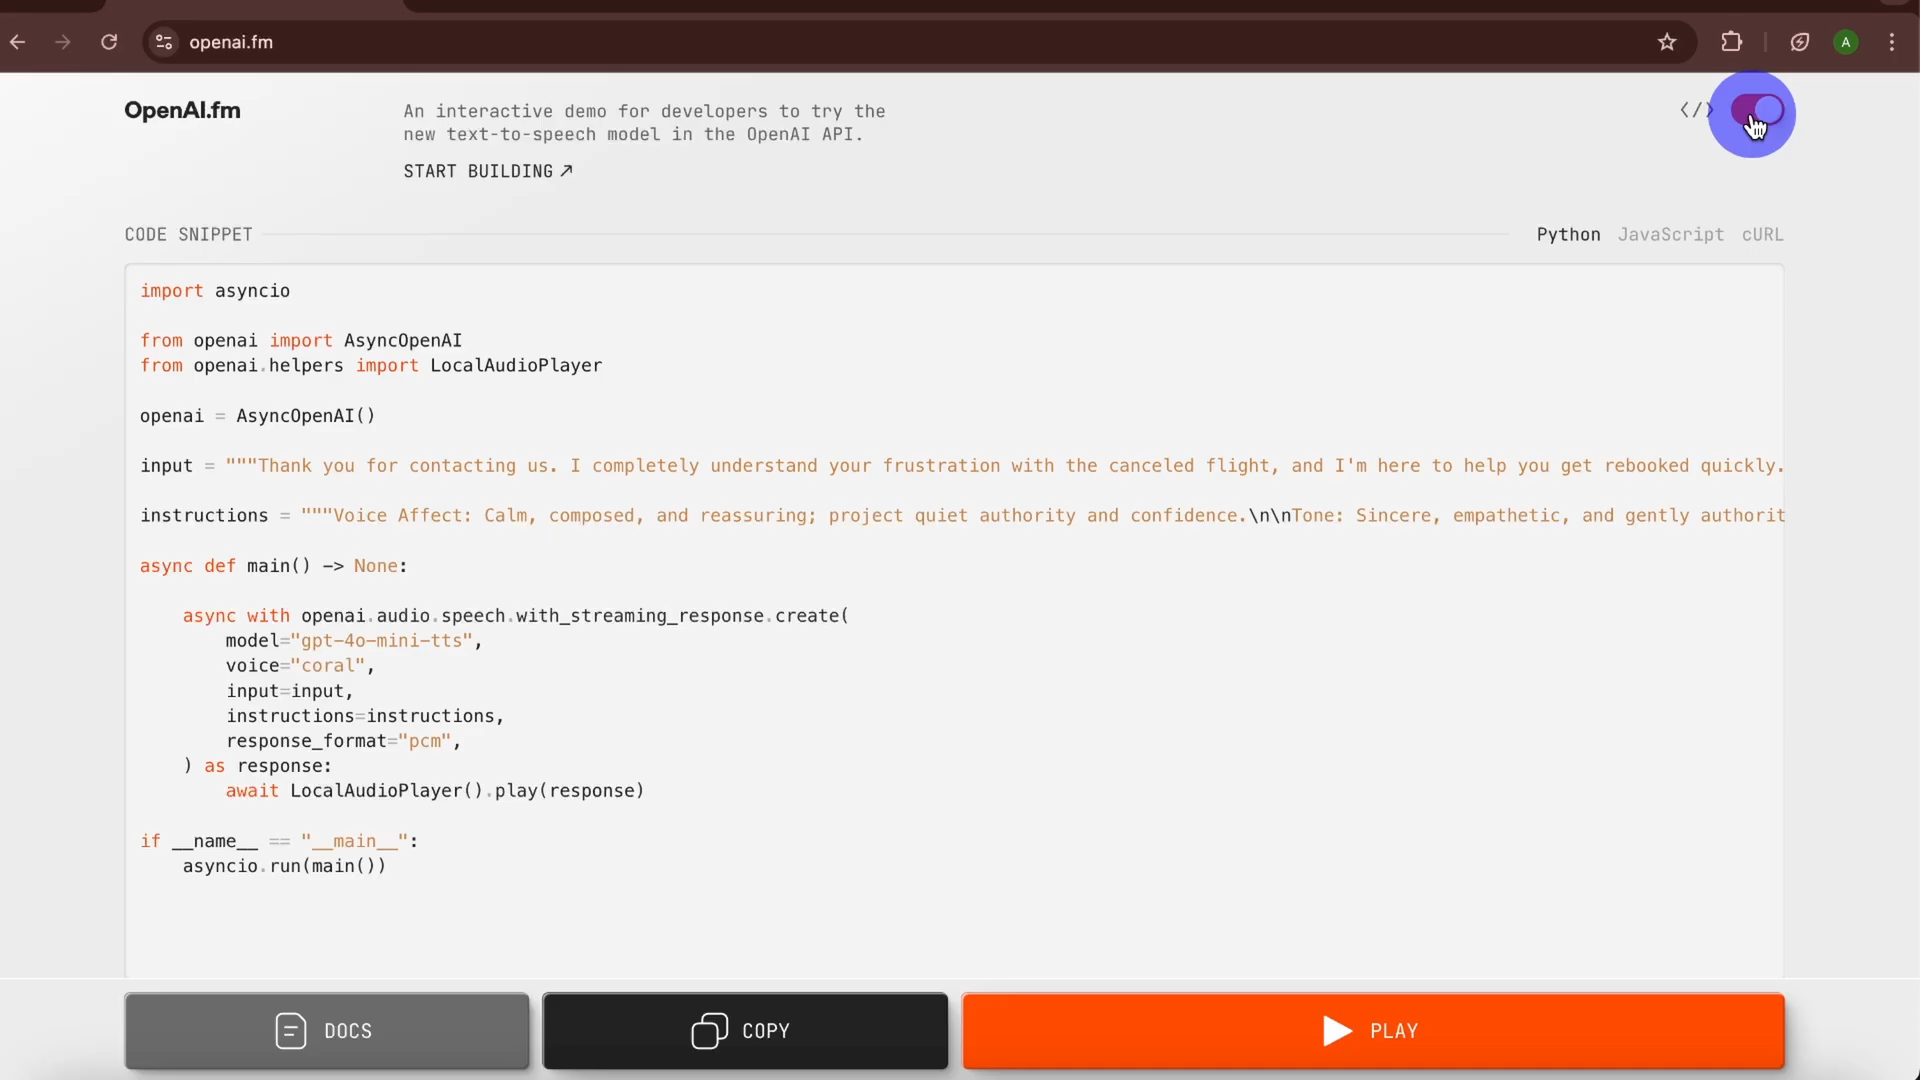 openai.fm
A
OpenAI.fm
An interactive demo for developers to try the
new text-to-speech model in the OpenAI API.
START BUILDING ↗
</>
CODE SNIPPET
Python JavaScript cURL
import asyncio
from openai import AsyncOpenAI
from openai.helpers import LocalAudioPlayer
openai = AsyncOpenAI()
input = """Thank you for contacting us. I completely understand your frustration with the canceled flight, and I'm here to help you get rebooked quickly.
instructions = """Voice Affect: Calm, composed, and reassuring; project quiet authority and confidence.\n\nTone: Sincere, empathetic, and gently authorit
async def main() -> None:
    async with openai.audio.speech.with_streaming_response.create(
        model="gpt-4o-mini-tts",
        voice="coral",
        input=input,
        instructions=instructions,
        response_format="pcm",
    ) as response:
        await LocalAudioPlayer().play(response)
if __name__ == "__main__":
    asyncio.run(main())
DOCS
COPY
PLAY